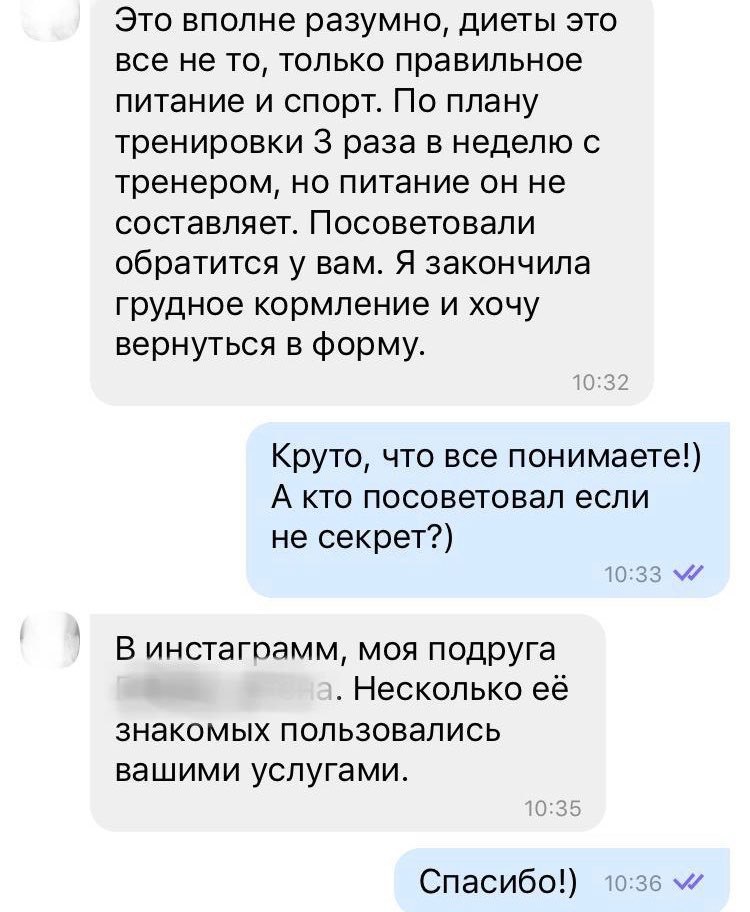 Это вполне разумно, диеты это
все не то, только правильное
питание и спорт. По плану
тренировки 3 раза в неделю с
тренером, но питание он не
составляет. Посоветовали
обратится у вам. Я закончила
грудное кормление и хочу
вернуться в форму.
10:32
Круто, что все понимаете!)
А кто посоветовал если
не секрет?)
10:33
В инстаграмм, моя подруга
. Несколько её
знакомых пользовались
вашими услугами.
10:35
Спасибо!) 10:36